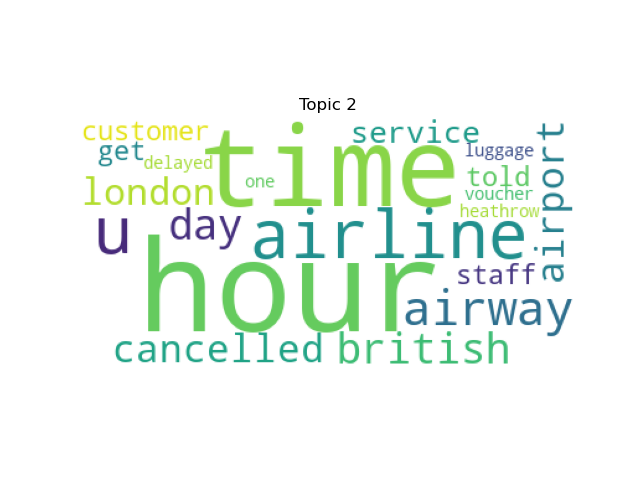 Topic 2
customer
time
service
airport
get
delayed
luggage
one
told
london
voucher
heathrow
u
day
airline
hour
staff
airway
cancelled
british